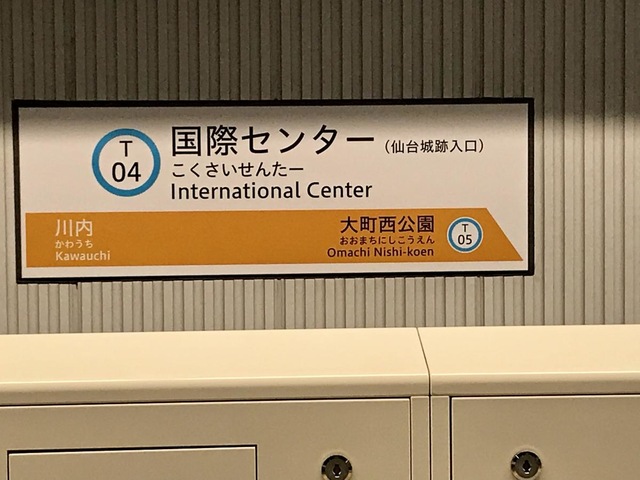 T
04
国際センター (仙台城跡入口)
こくさいせんたー
International Center
川内
かわうち
Kawauchi
大町西公園
おおまちにしこうえん
Omachi Nishi-koen
T
05